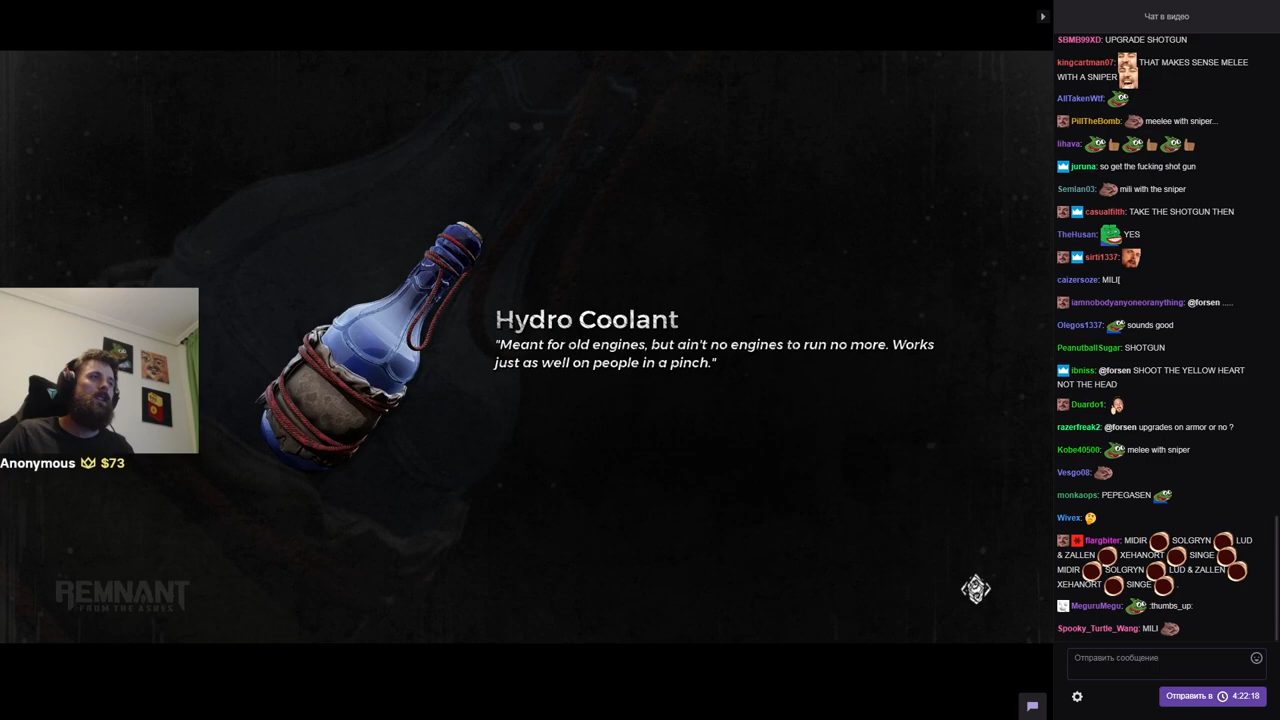 Hydro Coolant
"Meant for old engines, but ain't no engines to run no more. Works
just as well on people in a pinch."
Anonymous $73
REMNANT
FROM THE ASHES
Чат в видео
SBMB99XD: UPGRADE SHOTGUN
kingcartman07: THAT MAKES SENSE MELEE
WITH A SNIPER
AllTakenWtf:
PillTheBomb: meelee with sniper...
lihava:
juruna: so get the fucking shot gun
Semlan03: mili with the sniper
casualfilth: TAKE THE SHOTGUN THEN
TheHusan: YES
sirti1337:
caizersoze: MILI[
iamnobodyanyoneoranything: @forsen .....
Olegos1337: sounds good
PeanutballSugar: SHOTGUN
ibniss: @forsen SHOOT THE YELLOW HEART
NOT THE HEAD
Duardo1:
razerfreak2: @forsen upgrades on armor or no ?
Kobe40500: melee with sniper
Vesgo08:
monkaops: PEPEGASEN
Wivex:
flargbiter: MIDIR SOLGRYN LUD
& ZALLEN XEHANORT SINGE
MIDIR SOLGRYN LUD & ZALLEN
XEHANORT SINGE .
MeguruMegu: :thumbs_up:
Spooky_Turtle_Wang: MILI
Отправить сообщение
Отправить в 4:22:18